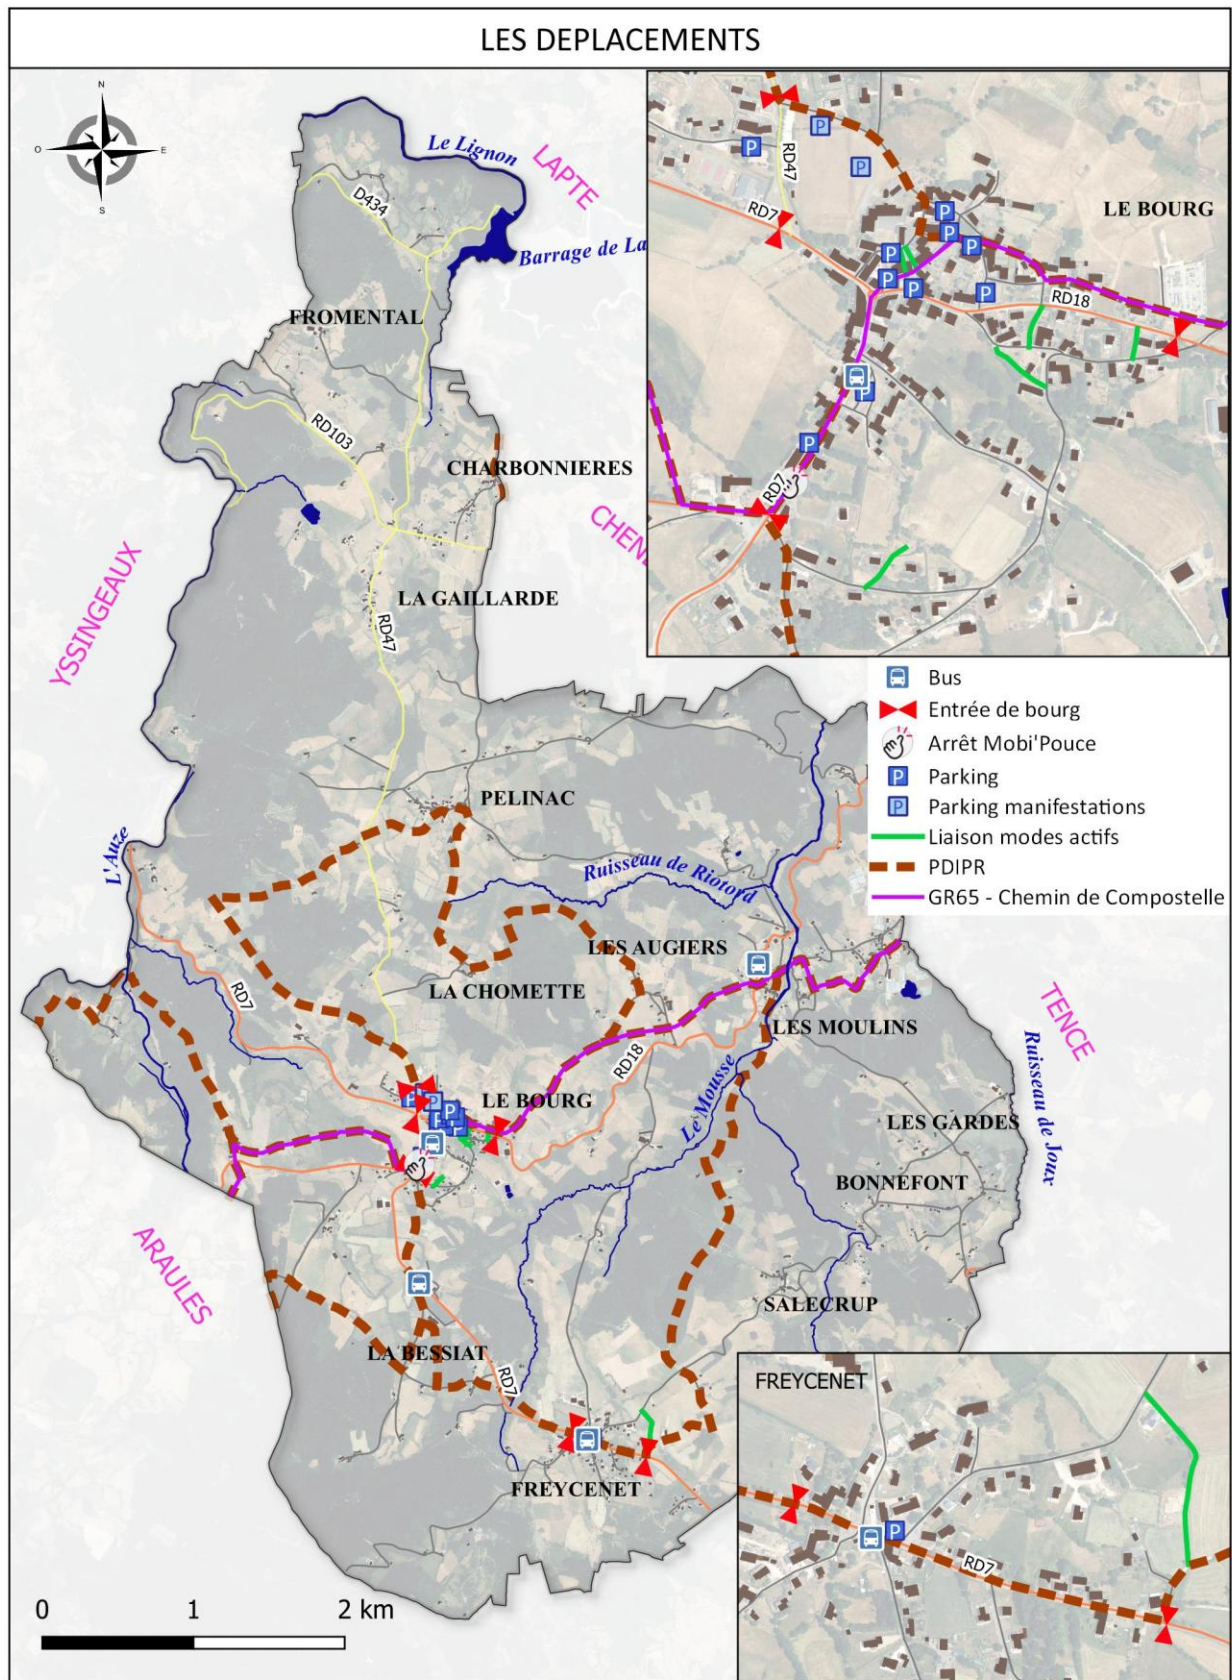 LES DEPLACEMENTS
N
O
E
S
Le Lignon
LAPTE
D434
Barrage de La
FROMENTAL
RD103
CHARBONNIERES
CHEN
YSSINGEAUX
LA GAILLARDE
RD47
PELINAC
L'Auze
Ruisseau de Riotord
LES AUGIERS
RD7
LA CHOMETTE
LES MOULINS
TENCE
RD18
Le Mousse
Ruisseau de Joux
LE BOURG
LES GARDES
BONNEFONT
ARAULES
SALECRUP
LA BESSIAT
RD7
FREYCENET
0 1 2 km
LE BOURG
RD47
RD7
RD18
RD7
P
P
P
P
P
P
P
P
P
P
P
P
P
Bus
Entrée de bourg
Arrêt Mobi'Pouce
P Parking
P Parking manifestations
Liaison modes actifs
PDIPR
GR65 - Chemin de Compostelle
FREYCENET
P
RD7